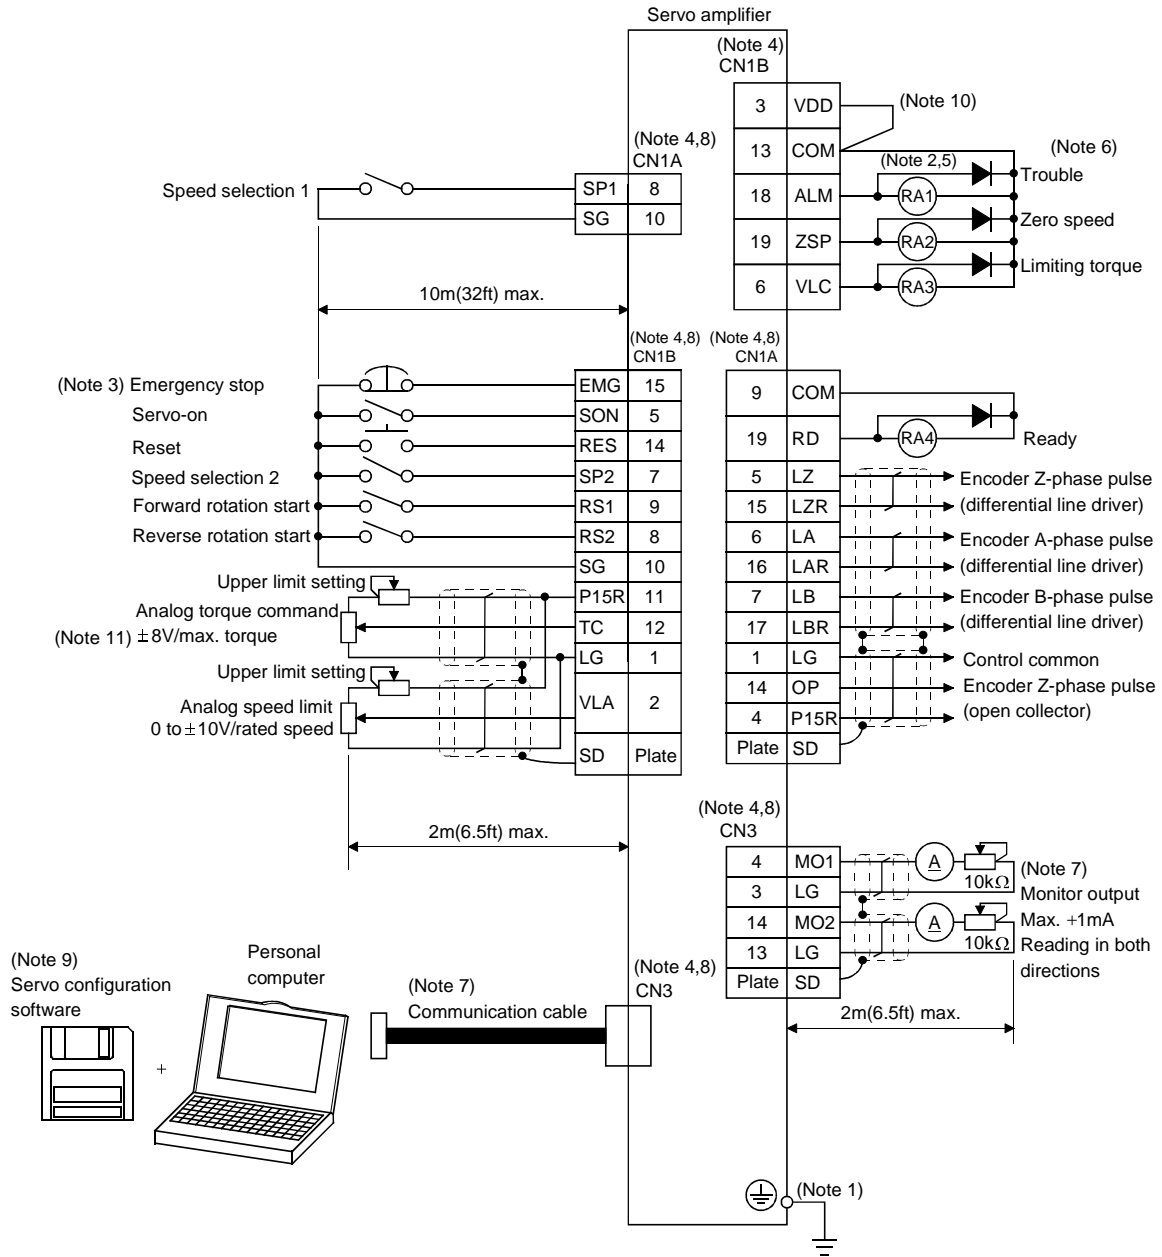 Servo amplifier
(Note 4)
CN1B
3 VDD
(Note 10)
13 COM
(Note 6)
(Note 2,5)
Trouble
18 ALM
RA1
Zero speed
19 ZSP
RA2
Limiting torque
6 VLC
RA3
(Note 4,8)
CN1A
Speed selection 1
SP1 8
SG 10
10m(32ft) max.
(Note 4,8)
CN1B
(Note 3) Emergency stop
EMG 15
Servo-on
SON 5
Reset
RES 14
Speed selection 2
SP2 7
Forward rotation start
RS1 9
Reverse rotation start
RS2 8
SG 10
Upper limit setting
P15R 11
Analog torque command
(Note 11) ±8V/max. torque
TC 12
LG 1
Upper limit setting
Analog speed limit
0 to ±10V/rated speed
VLA 2
SD Plate
2m(6.5ft) max.
(Note 4,8)
CN1A
9 COM
19 RD
RA4
Ready
5 LZ
Encoder Z-phase pulse
15 LZR
(differential line driver)
6 LA
Encoder A-phase pulse
16 LAR
(differential line driver)
7 LB
Encoder B-phase pulse
17 LBR
(differential line driver)
1 LG
Control common
14 OP
Encoder Z-phase pulse
4 P15R
(open collector)
Plate SD
(Note 4,8)
CN3
4 MO1
A
10kΩ
3 LG
14 MO2
A
10kΩ
13 LG
Plate SD
(Note 7)
Monitor output
Max. +1mA
Reading in both
directions
2m(6.5ft) max.
(Note 9)
Servo configuration
software
+
Personal
computer
(Note 7)
Communication cable
(Note 4,8)
CN3
(Note 1)